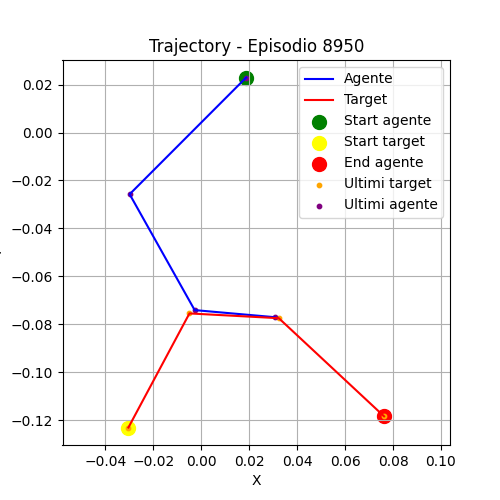 Trajectory - Episodio 8950
Agente
Target
Start agente
Start target
End agente
Ultimi target
Ultimi agente
0.02
0.00
−0.02
−0.04
−0.06
−0.08
−0.10
−0.12
−0.04
−0.02
0.00
0.02
0.04
0.06
0.08
0.10
X